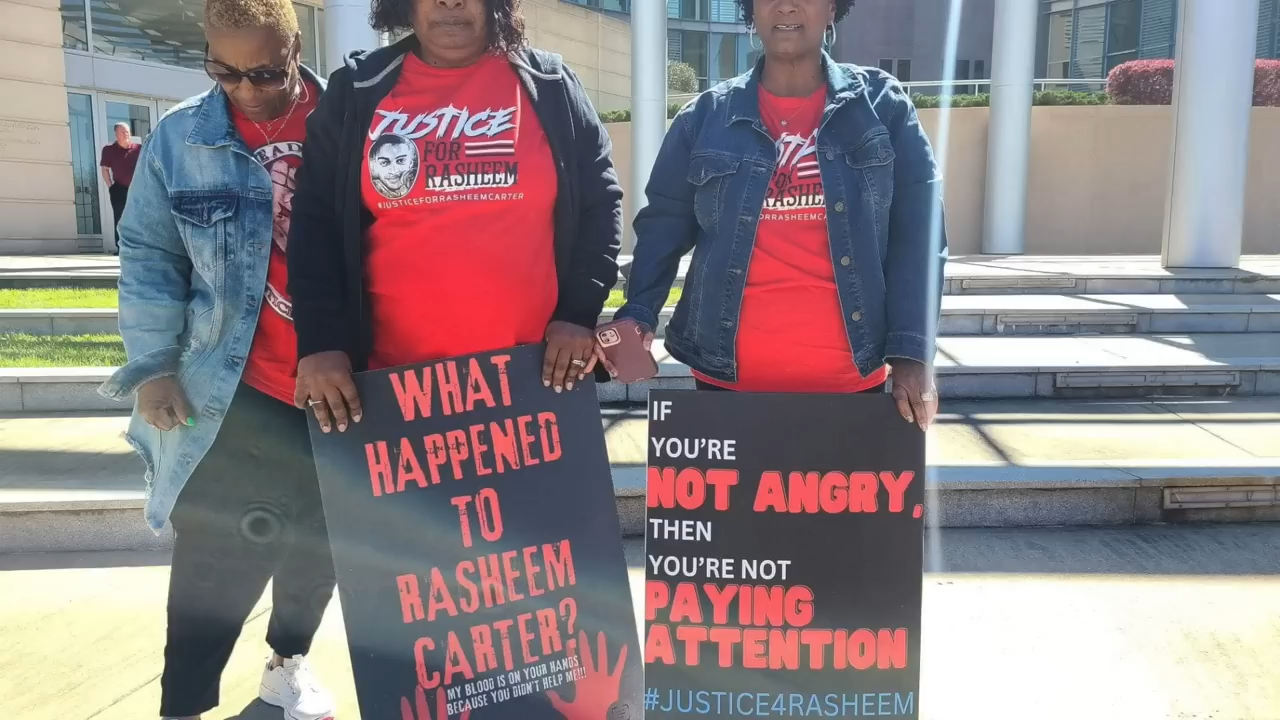 JUSTICE
FOR
RASHEEM
#JUSTICEFORRASHEEMCARTER
WHAT
HAPPENED
TO
RASHEEM
CARTER?
MY BLOOD IS ON YOUR HANDS
BECAUSE YOU DIDN'T HELP ME!!!
IF
YOU'RE
NOT ANGRY,
THEN
YOU'RE NOT
PAYING
ATTENTION
#JUSTICE4RASHEEM